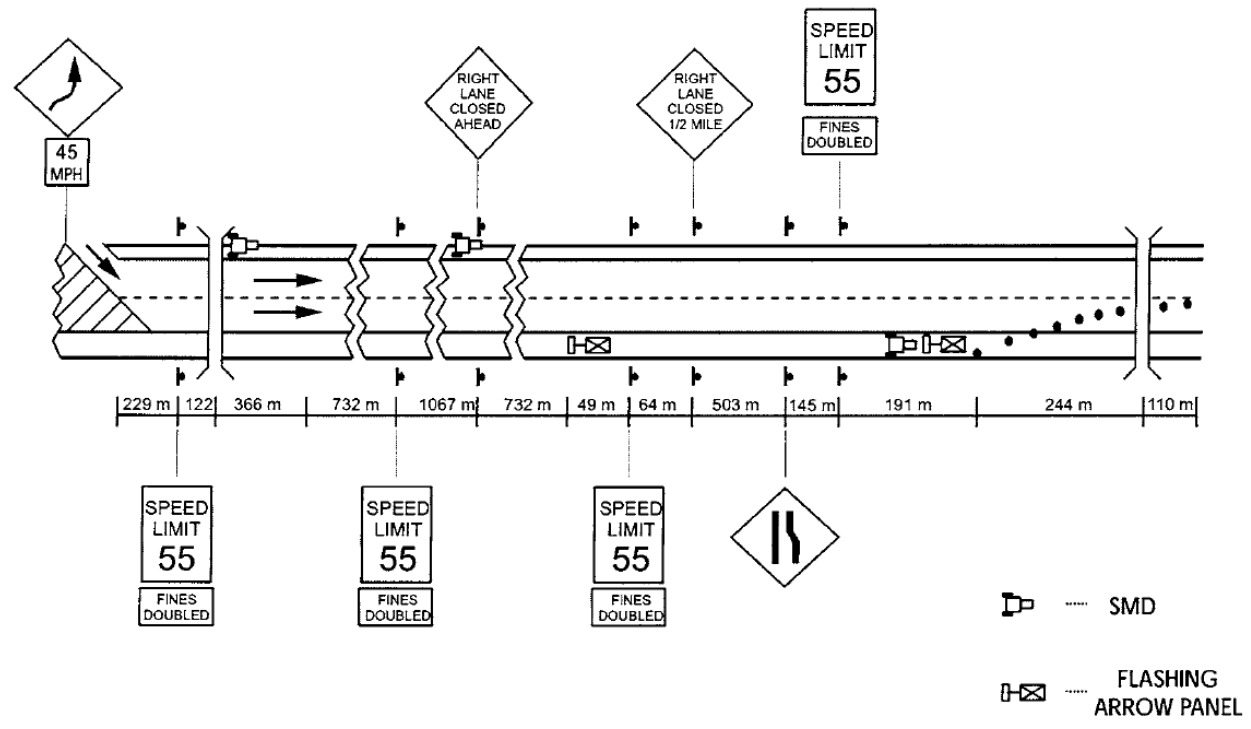 SPEED
LIMIT
55
FINES
DOUBLED
RIGHT
LANE
CLOSED
AHEAD
RIGHT
LANE
CLOSED
1/2 MILE
45
MPH
229 m 122 366 m 732 m 1067 m 732 m 49 m 64 m 503 m 145 m 191 m 244 m 110 m
SPEED
LIMIT
55
FINES
DOUBLED
SPEED
LIMIT
55
FINES
DOUBLED
SPEED
LIMIT
55
FINES
DOUBLED
SMD
FLASHING
ARROW PANEL